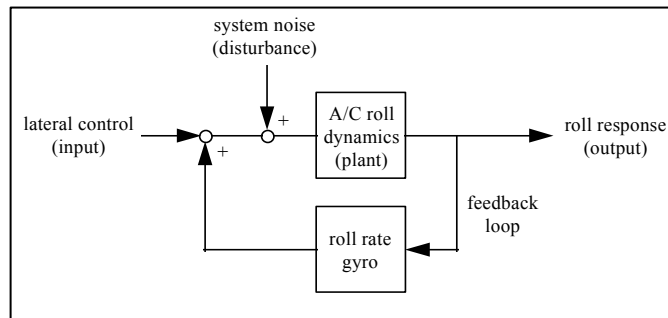 system noise
(disturbance)
lateral control
(input)
+
+
A/C roll
dynamics
(plant)
roll response
(output)
feedback
loop
roll rate
gyro